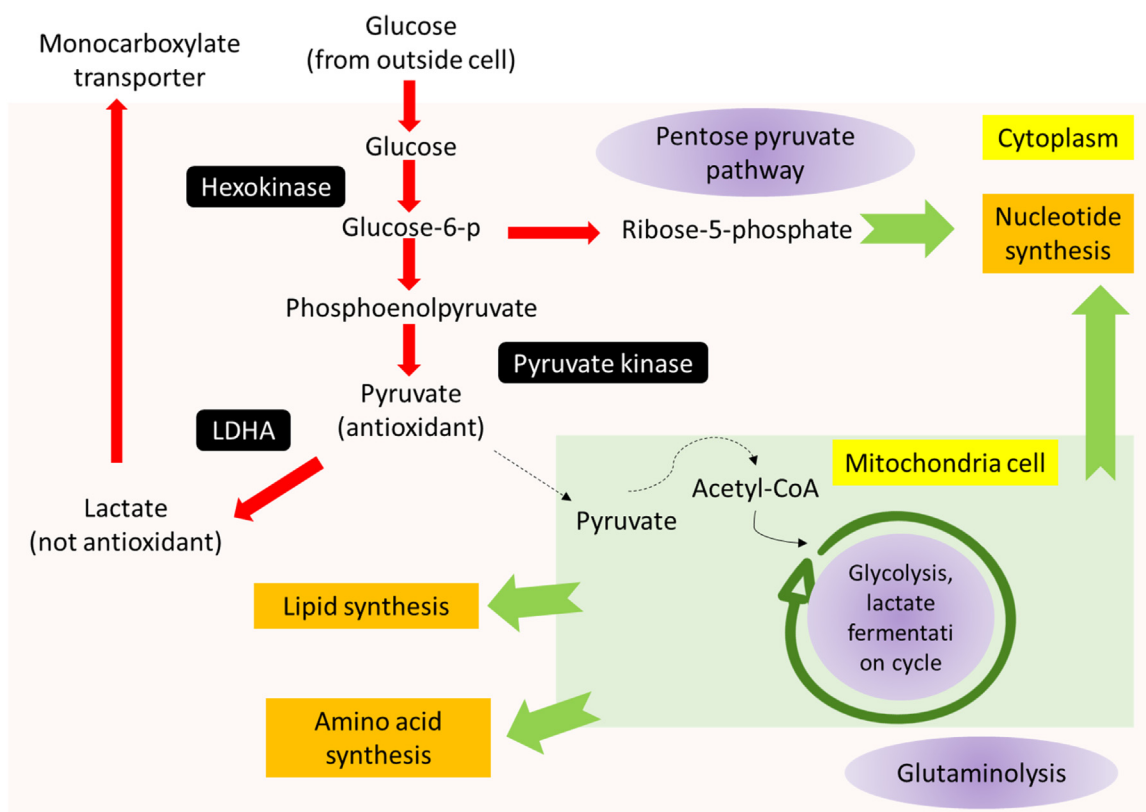 Monocarboxylate
transporter
Glucose
(from outside cell)
Glucose
Hexokinase
Glucose-6-p
Pentose pyruvate
pathway
Cytoplasm
Ribose-5-phosphate
Nucleotide
synthesis
Phosphoenolpyruvate
Pyruvate kinase
Pyruvate
(antioxidant)
LDHA
Lactate
(not antioxidant)
Mitochondria cell
Acetyl-CoA
Pyruvate
Glycolysis,
lactate
fermentati
on cycle
Lipid synthesis
Amino acid
synthesis
Glutaminolysis